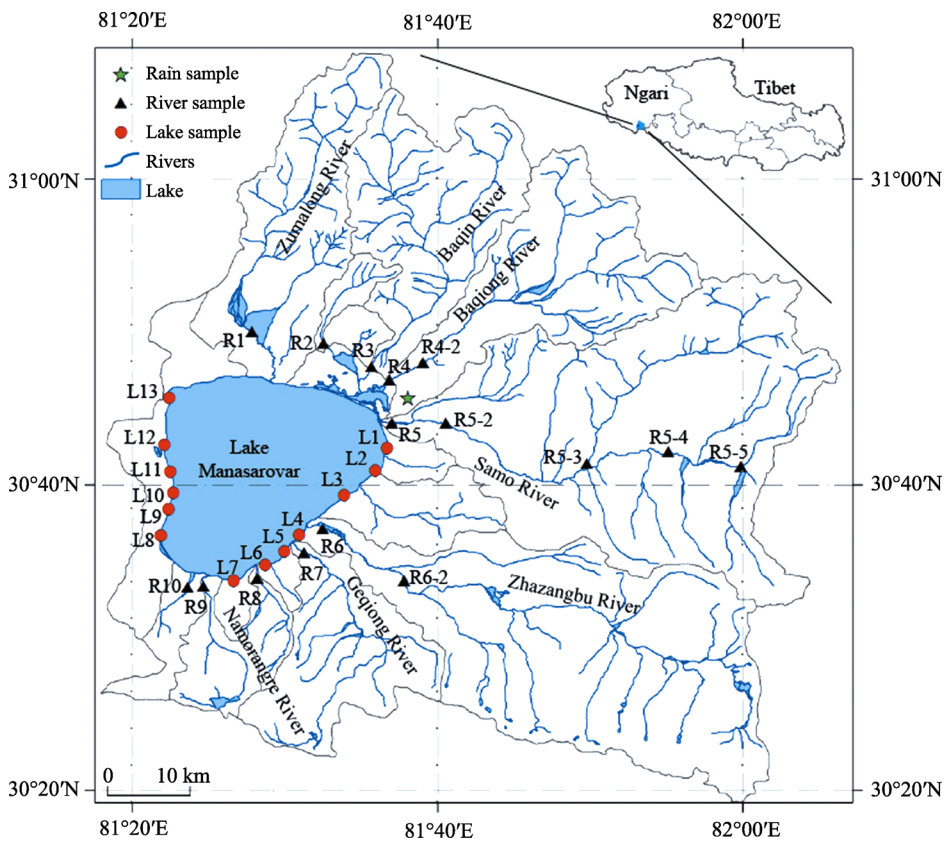 81°20′E
81°40′E
82°00′E
Rain sample
River sample
Lake sample
Rivers
Lake
Ngari
Tibet
31°00′N
31°00′N
Zumalong River
Baqin River
Baqiong River
R1
R2
R3
R4
R4-2
L13
R5
R5-2
L12
L1
Lake
Manasarovar
L2
R5-3
R5-4
R5-5
L11
L3
Samo River
30°40′N
30°40′N
L10
L9
L8
L4
L5
L6
L7
R6
R7
R6-2
R8
R10
R9
Zhazangbu River
Geqiong River
Namorangre River
0 10 km
30°20′N
30°20′N
81°20′E
81°40′E
82°00′E